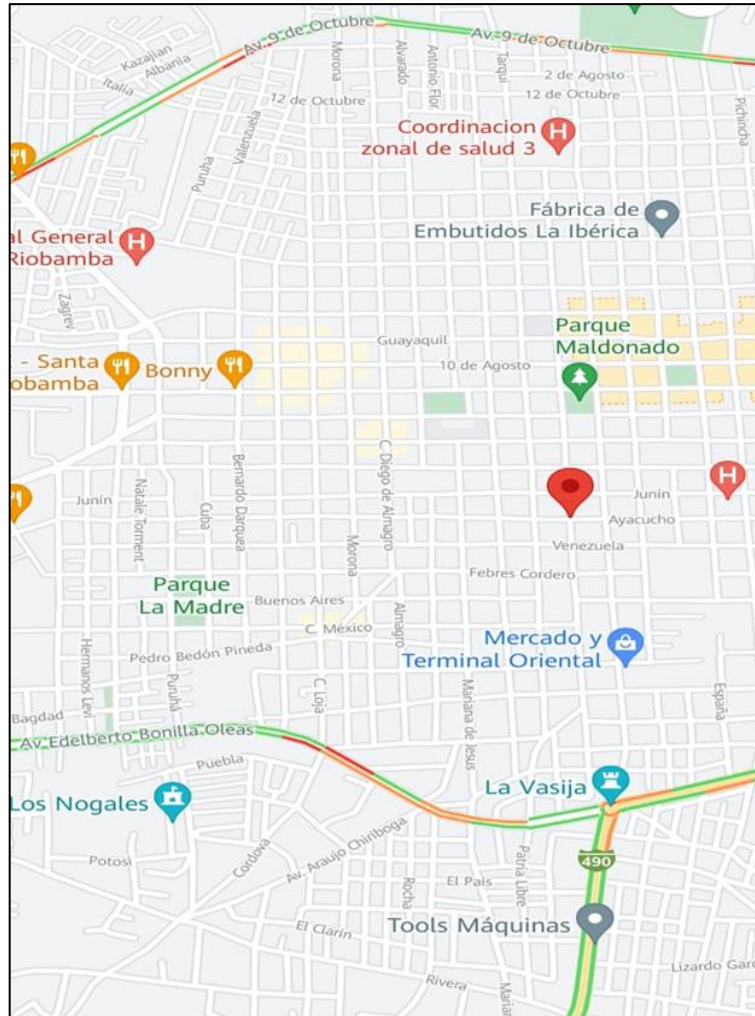 Av. 9 de Octubre
Av. 9 de Octubre
Kazajian
Albania
Italia
Morona
Alvarado
Antonio Flor
Tarqui
2 de Agosto
12 de Octubre
12 de Octubre
Pichincha
Puruha
Valenzuela
Coordinacion
zonal de salud 3
Fábrica de
Embutidos La Ibérica
al General
Riobamba
Zagrev
Guayaquil
10 de Agosto
Parque
Maldonado
- Santa
obamba
Bonny
C. Diego de Almagro
Bernardo Darquea
Junín
Natale Torment
Cuba
Junín
Ayacucho
Venezuela
Morona
Febres Cordero
Parque
La Madre
Buenos Aires
Almagro
C. México
Pedro Bedón Pineda
Mercado y
Terminal Oriental
Hermanos Levi
Puruhá
C. Loja
Mariana de Jesus
España
Bagdad
Av Edelberto Bonilla Oleas
Puebla
La Vasija
Los Nogales
Potosi
Cordova
Av. Araujo Chiriboga
Patria Libre
490
El Pais
Rocha
Tools Máquinas
El Clarín
Rivera
Lizardo Garc
Marian